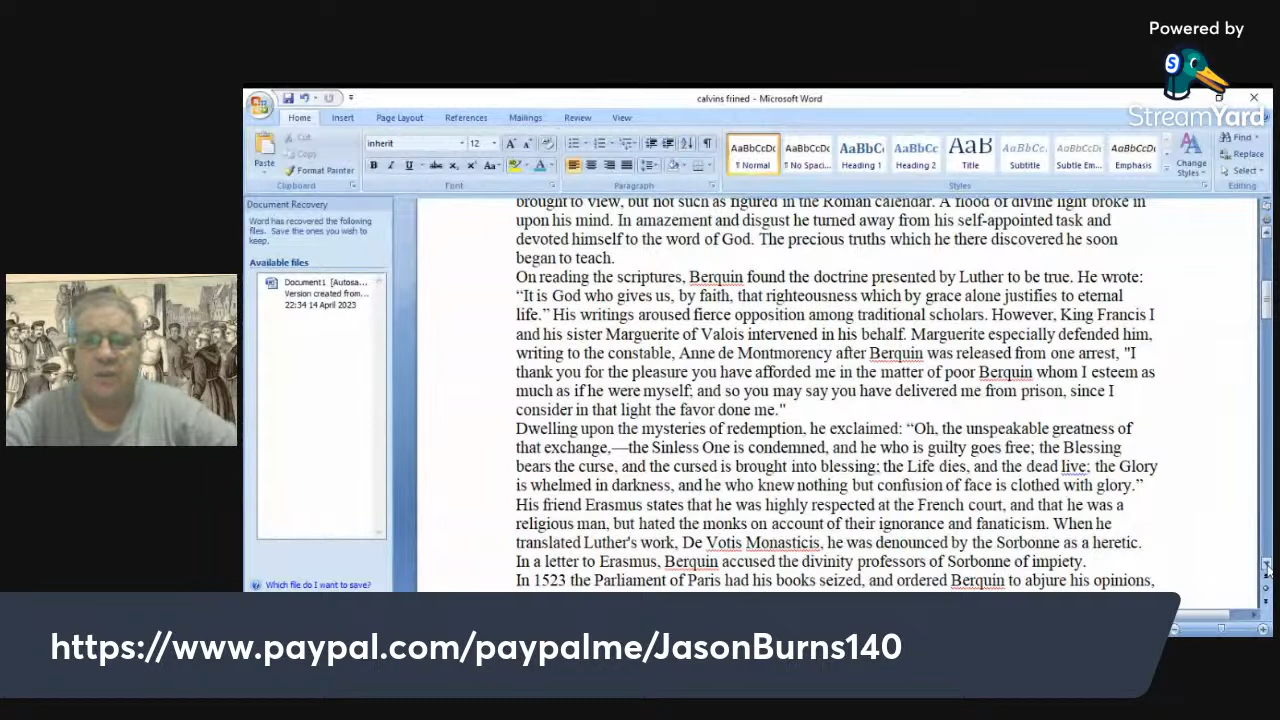 Powered by
StreamYard
calvins frined - Microsoft Word
Home Insert Page Layout References Mailings Review View
Paste
Cut
Copy
Format Painter
Clipboard
inherit 12
Font
Paragraph
AaBbCcDc AaBbCcDc AaBbC AaBbCc AaB AaBbCcL AaBbCcDc AaBbCcDc
¶ Normal ¶ No Spaci... Heading 1 Heading 2 Title Subtitle Subtle Em... Emphasis
Change Styles
Styles
Find
Replace
Select
Editing
Document Recovery
Word has recovered the following
files. Save the ones you wish to
keep.
Available files
Document1 [Autosa...
Version created from...
22:34 14 April 2023
Which file do I want to save?
brought to view, but not such as figured in the Roman calendar. A flood of divine light broke in
upon his mind. In amazement and disgust he turned away from his self-appointed task and
devoted himself to the word of God. The precious truths which he there discovered he soon
began to teach.
On reading the scriptures, Berquin found the doctrine presented by Luther to be true. He wrote:
“It is God who gives us, by faith, that righteousness which by grace alone justifies to eternal
life.” His writings aroused fierce opposition among traditional scholars. However, King Francis I
and his sister Marguerite of Valois intervened in his behalf. Marguerite especially defended him,
writing to the constable, Anne de Montmorency after Berquin was released from one arrest, "I
thank you for the pleasure you have afforded me in the matter of poor Berquin whom I esteem as
much as if he were myself; and so you may say you have delivered me from prison, since I
consider in that light the favor done me."
Dwelling upon the mysteries of redemption, he exclaimed: “Oh, the unspeakable greatness of
that exchange,—the Sinless One is condemned, and he who is guilty goes free; the Blessing
bears the curse, and the cursed is brought into blessing; the Life dies, and the dead live; the Glory
is whelmed in darkness, and he who knew nothing but confusion of face is clothed with glory.”
His friend Erasmus states that he was highly respected at the French court, and that he was a
religious man, but hated the monks on account of their ignorance and fanaticism. When he
translated Luther's work, De Votis Monasticis, he was denounced by the Sorbonne as a heretic.
In a letter to Erasmus, Berquin accused the divinity professors of Sorbonne of impiety.
In 1523 the Parliament of Paris had his books seized, and ordered Berquin to abjure his opinions,
https://www.paypal.com/paypalme/JasonBurns140